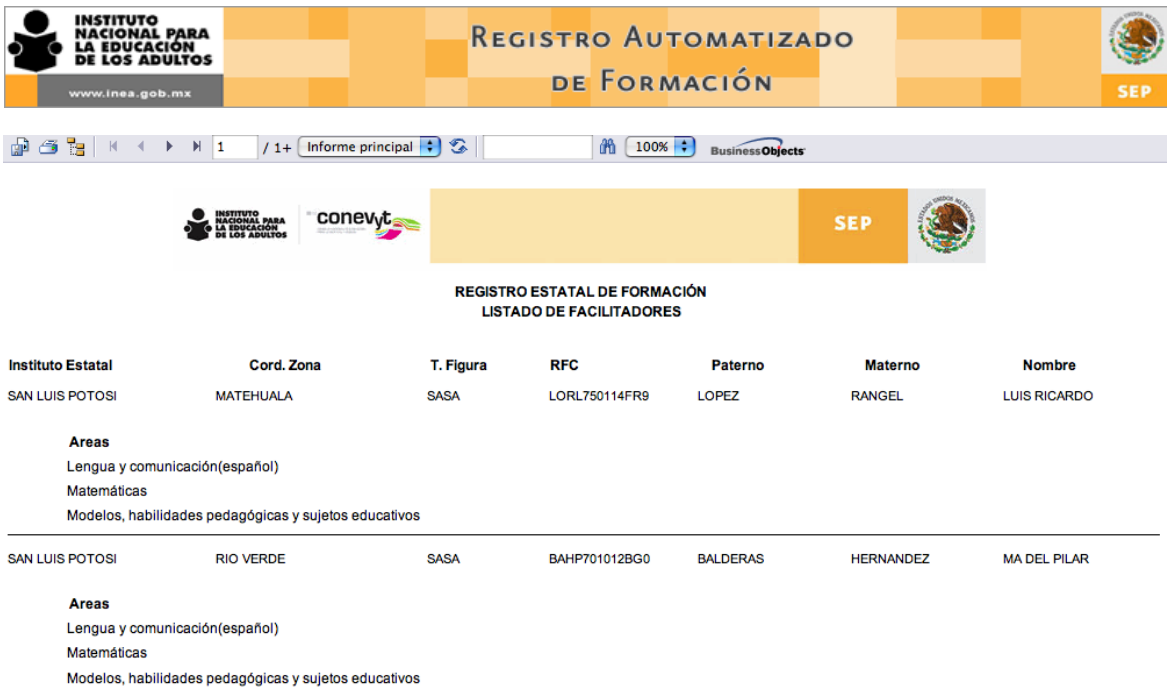 INSTITUTO
NACIONAL PARA
LA EDUCACIÓN
DE LOS ADULTOS
www.inea.gob.mx
REGISTRO AUTOMATIZADO
DE FORMACIÓN
SEP
1 / 1+ Informe principal 100% BusinessObjects
INSTITUTO
NACIONAL PARA
LA EDUCACIÓN
DE LOS ADULTOS
conevyt
SEP
REGISTRO ESTATAL DE FORMACIÓN
LISTADO DE FACILITADORES
Instituto Estatal Cord. Zona T. Figura RFC Paterno Materno Nombre
SAN LUIS POTOSI MATEHUALA SASA LORL750114FR9 LOPEZ RANGEL LUIS RICARDO
Areas
Lengua y comunicación(español)
Matemáticas
Modelos, habilidades pedagógicas y sujetos educativos
SAN LUIS POTOSI RIO VERDE SASA BAHP701012BG0 BALDERAS HERNANDEZ MA DEL PILAR
Areas
Lengua y comunicación(español)
Matemáticas
Modelos, habilidades pedagógicas y sujetos educativos